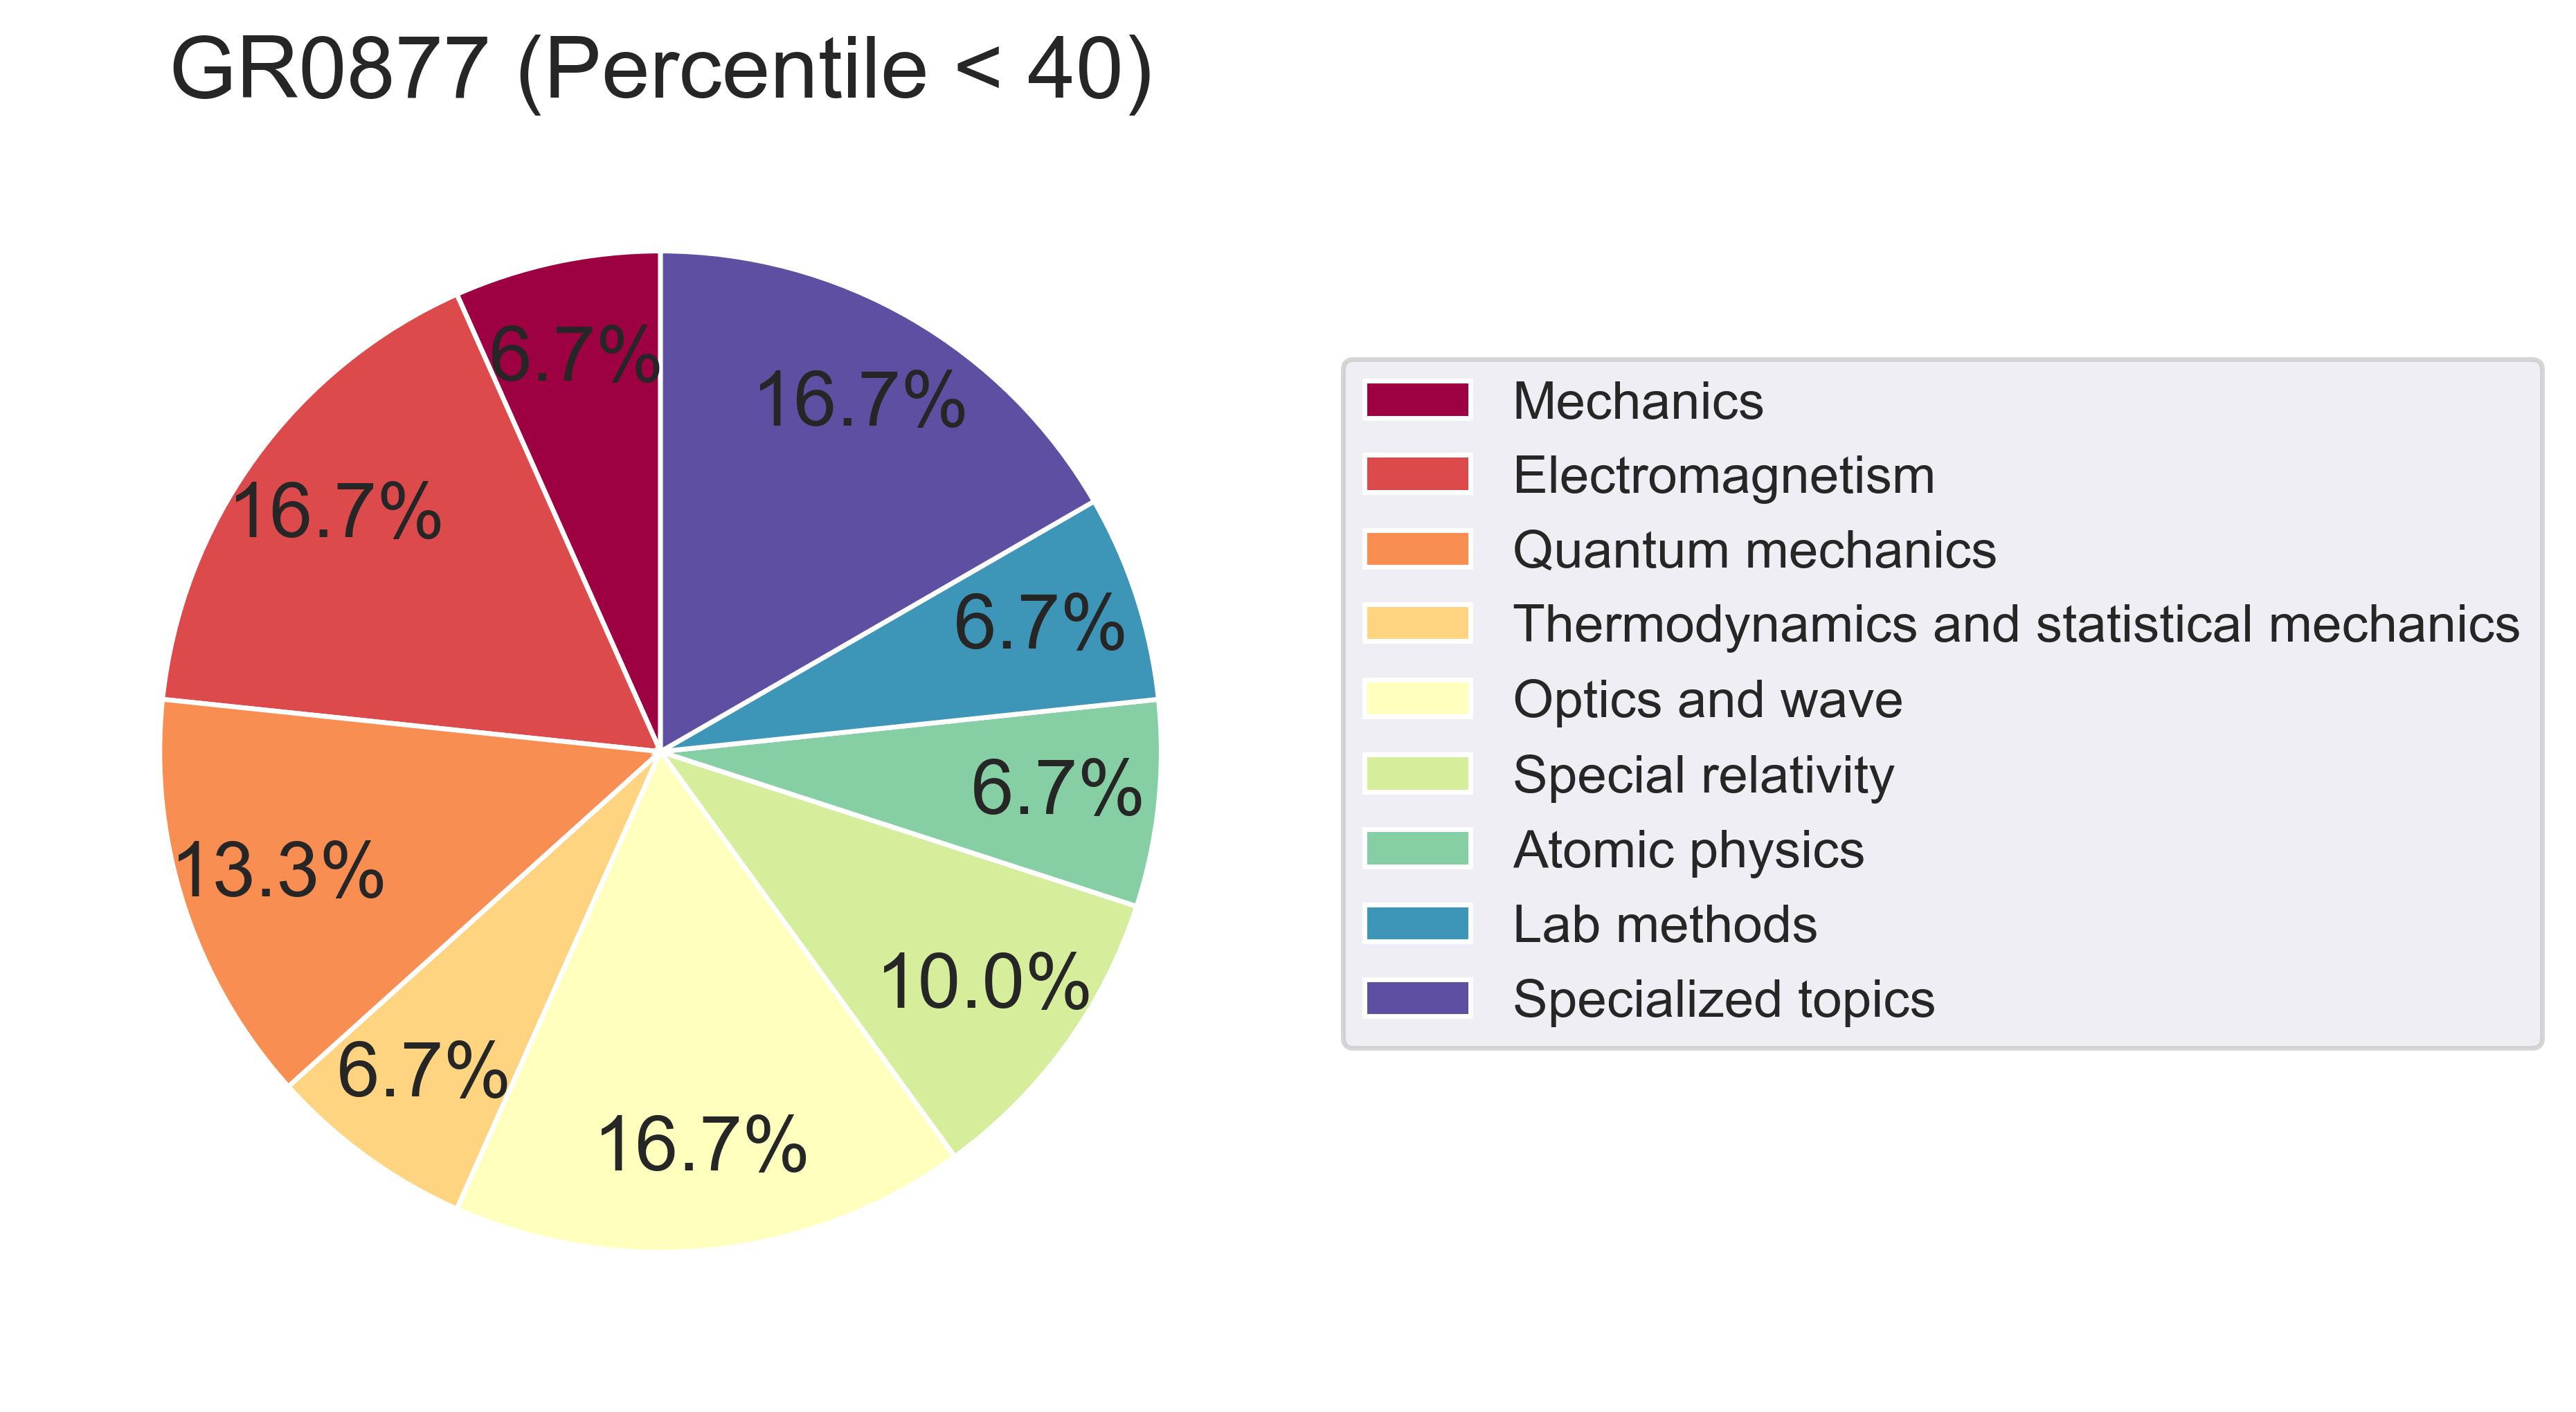 GR0877 (Percentile < 40)
6.7%
16.7%
16.7%
6.7%
6.7%
13.3%
10.0%
6.7%
16.7%
Mechanics
Electromagnetism
Quantum mechanics
Thermodynamics and statistical mechanics
Optics and wave
Special relativity
Atomic physics
Lab methods
Specialized topics